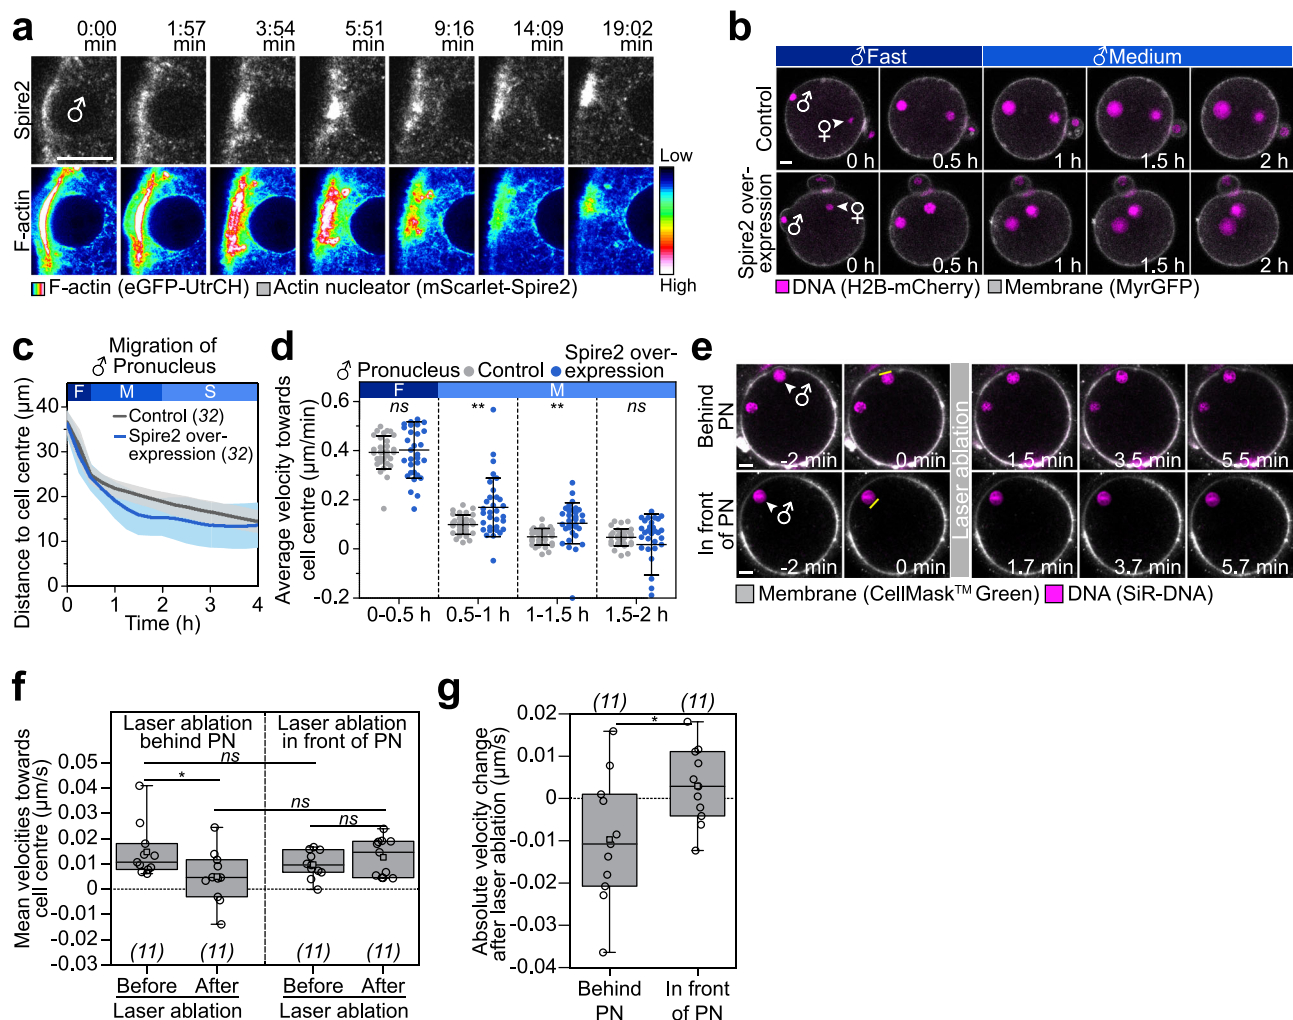 a
0:00 min
1:57 min
3:54 min
5:51 min
9:16 min
14:09 min
19:02 min
Spire2
♂
F-actin
Low
High
F-actin (eGFP-UtrCH)
Actin nucleator (mScarlet-Spire2)
b
♂Fast
♂Medium
Control
♂
♀
0 h
0.5 h
1 h
1.5 h
2 h
Spire2 over-
expression
♂
♀
0 h
0.5 h
1 h
1.5 h
2 h
DNA (H2B-mCherry)
Membrane (MyrGFP)
c
Migration of
♂ Pronucleus
F
M
S
Control (32)
Spire2 over-
expression (32)
Distance to cell centre (µm)
40
30
20
10
0
0
1
2
3
4
Time (h)
d
♂ Pronucleus
Control
Spire2 over-
expression
F
M
ns
**
**
ns
Average velocity towards
cell centre (µm/min)
0.6
0.4
0.2
0
-0.2
0-0.5 h
0.5-1 h
1-1.5 h
1.5-2 h
e
Behind
PN
♂
-2 min
0 min
Laser ablation
1.5 min
3.5 min
5.5 min
In front
of PN
♂
-2 min
0 min
1.7 min
3.7 min
5.7 min
Membrane (CellMask™ Green)
DNA (SiR-DNA)
f
Laser ablation
behind PN
Laser ablation
in front of PN
Mean velocities towards
cell centre (µm/s)
0.05
0.04
0.03
0.02
0.01
0
-0.01
-0.02
-0.03
ns
*
ns
ns
(11)
(11)
(11)
(11)
Before
After
Before
After
Laser ablation
Laser ablation
g
(11)
(11)
*
Absolute velocity change
after laser ablation (µm/s)
0.02
0.01
0
-0.01
-0.02
-0.03
-0.04
Behind
PN
In front
of PN